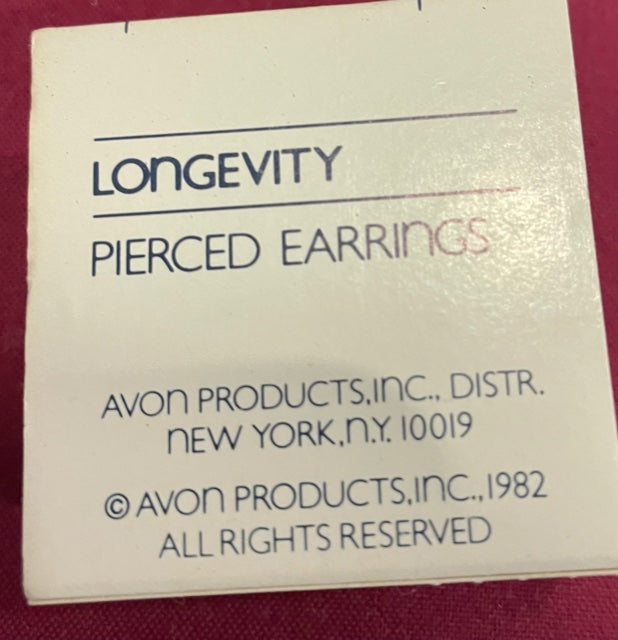 LONGEVITY
PIERCED EARRINGS
AVON PRODUCTS,INC., DISTR.
NEW YORK,N.Y. 10019
© AVON PRODUCTS,INC.,1982
ALL RIGHTS RESERVED